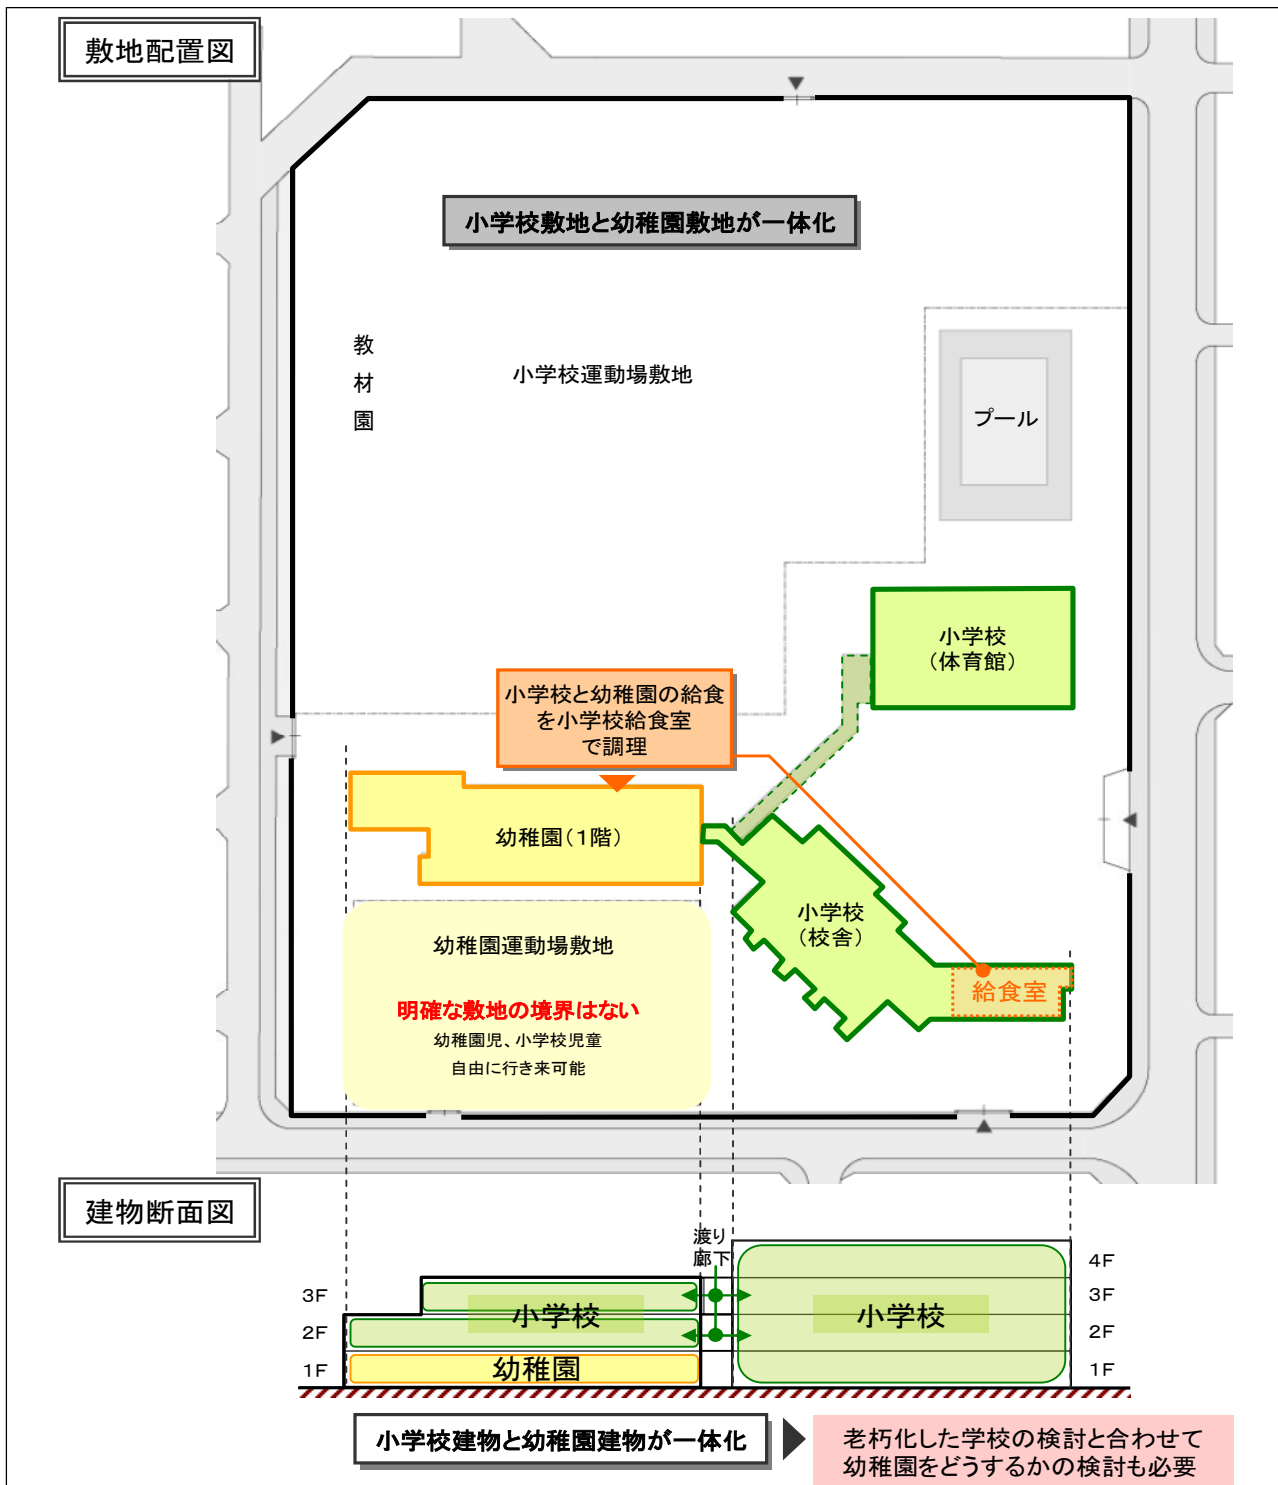 敷地配置図
小学校敷地と幼稚園敷地が一体化
教材園
小学校運動場敷地
プール
小学校
（体育館）
小学校と幼稚園の給食
を小学校給食室
で調理
幼稚園（１階）
小学校
（校舎）
給食室
幼稚園運動場敷地
明確な敷地の境界はない
幼稚園児、小学校児童
自由に行き来可能
建物断面図
渡り
廊下
4F
3F
3F
小学校
小学校
2F
2F
1F
幼稚園
1F
小学校建物と幼稚園建物が一体化
老朽化した学校の検討と合わせて
幼稚園をどうするかの検討も必要